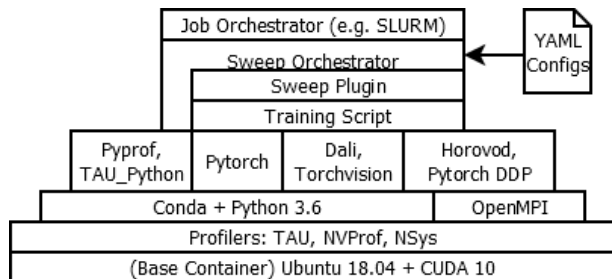 Job Orchestrator (e.g. SLURM)
Sweep Orchestrator
YAML
Configs
Sweep Plugin
Training Script
Pyprof,
TAU_Python
Pytorch
Dali,
Torchvision
Horovod,
Pytorch DDP
Conda + Python 3.6
OpenMPI
Profilers: TAU, NVProf, NSys
(Base Container) Ubuntu 18.04 + CUDA 10